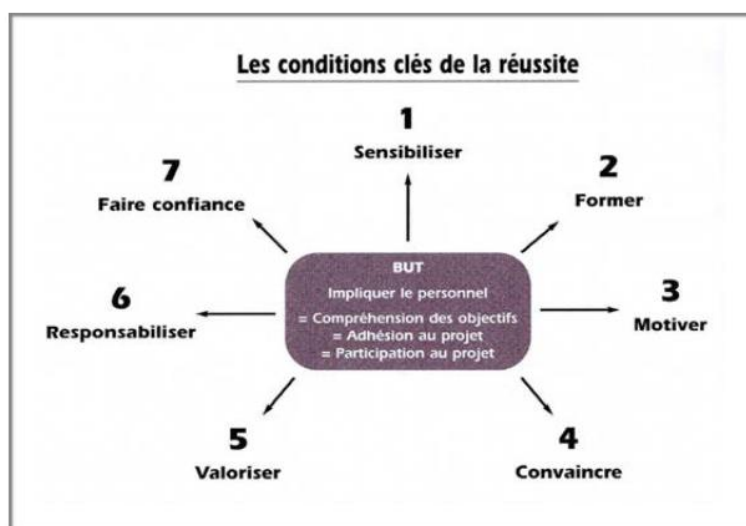 Les conditions clés de la réussite
1
Sensibiliser
2
Former
3
Motiver
4
Convaincre
5
Valoriser
6
Responsabiliser
7
Faire confiance
BUT
Impliquer le personnel
= Compréhension des objectifs
= Adhésion au projet
= Participation au projet